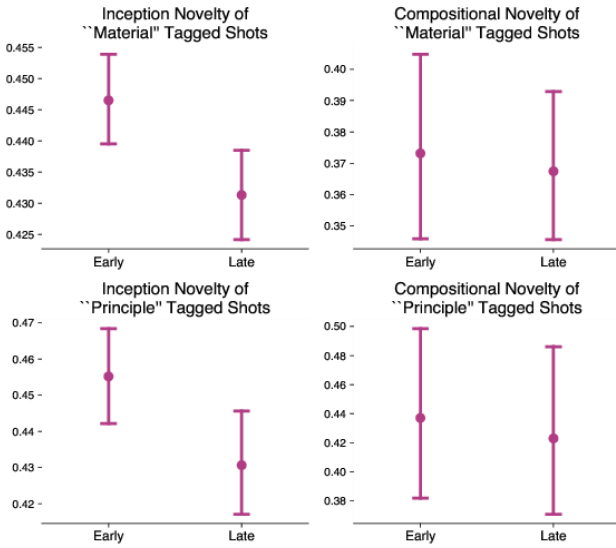 Inception Novelty of
``Material" Tagged Shots
0.455
0.450
0.445
0.440
0.435
0.430
0.425
Early Late
Compositional Novelty of
``Material" Tagged Shots
0.40
0.39
0.38
0.37
0.36
0.35
Early Late
Inception Novelty of
``Principle" Tagged Shots
0.47
0.46
0.45
0.44
0.43
0.42
Early Late
Compositional Novelty of
``Principle" Tagged Shots
0.50
0.48
0.46
0.44
0.42
0.40
0.38
Early Late